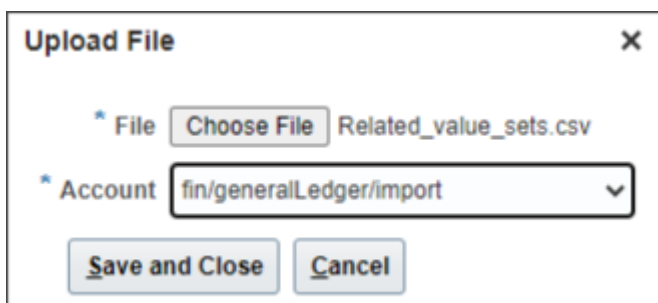 Upload File ×
* File Choose File Related_value_sets.csv
* Account fin/generalLedger/import
Save and Close Cancel